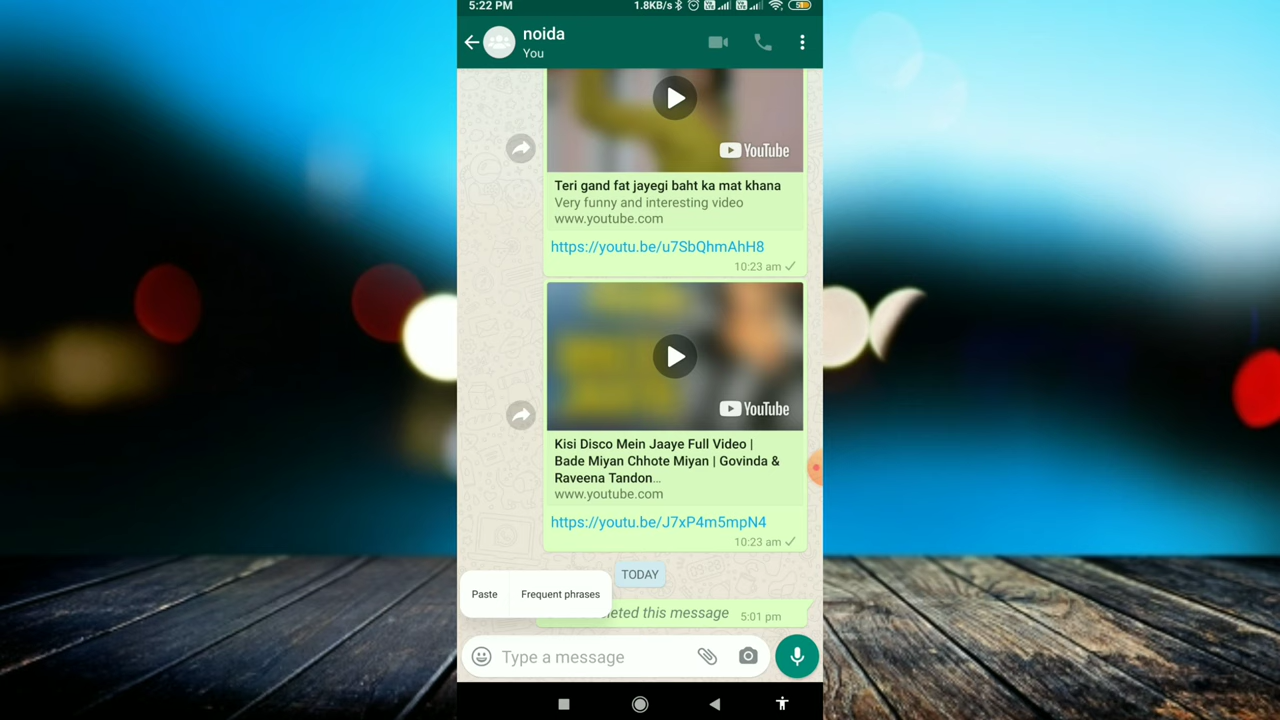 5:22 PM
1.8KB/s
noida
You
YouTube
Teri gand fat jayegi baht ka mat khana
Very funny and interesting video
www.youtube.com
https://youtu.be/u7SbQhmAhH8
10:23 am
YouTube
Kisi Disco Mein Jaaye Full Video |
Bade Miyan Chhote Miyan | Govinda &
Raveena Tandon...
www.youtube.com
https://youtu.be/J7xP4m5mpN4
10:23 am
TODAY
Paste
Frequent phrases
eted this message
5:01 pm
Type a message